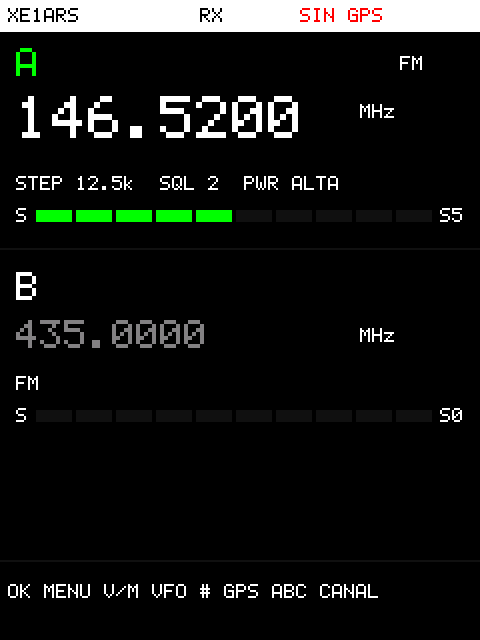 XE1ARS RX SIN GPS
A FM
146.5200 MHz
STEP 12.5k SQL 2 PWR ALTA
S S5
B
435.0000 MHz
FM
S S0
OK MENU V/M VFO # GPS ABC CANAL